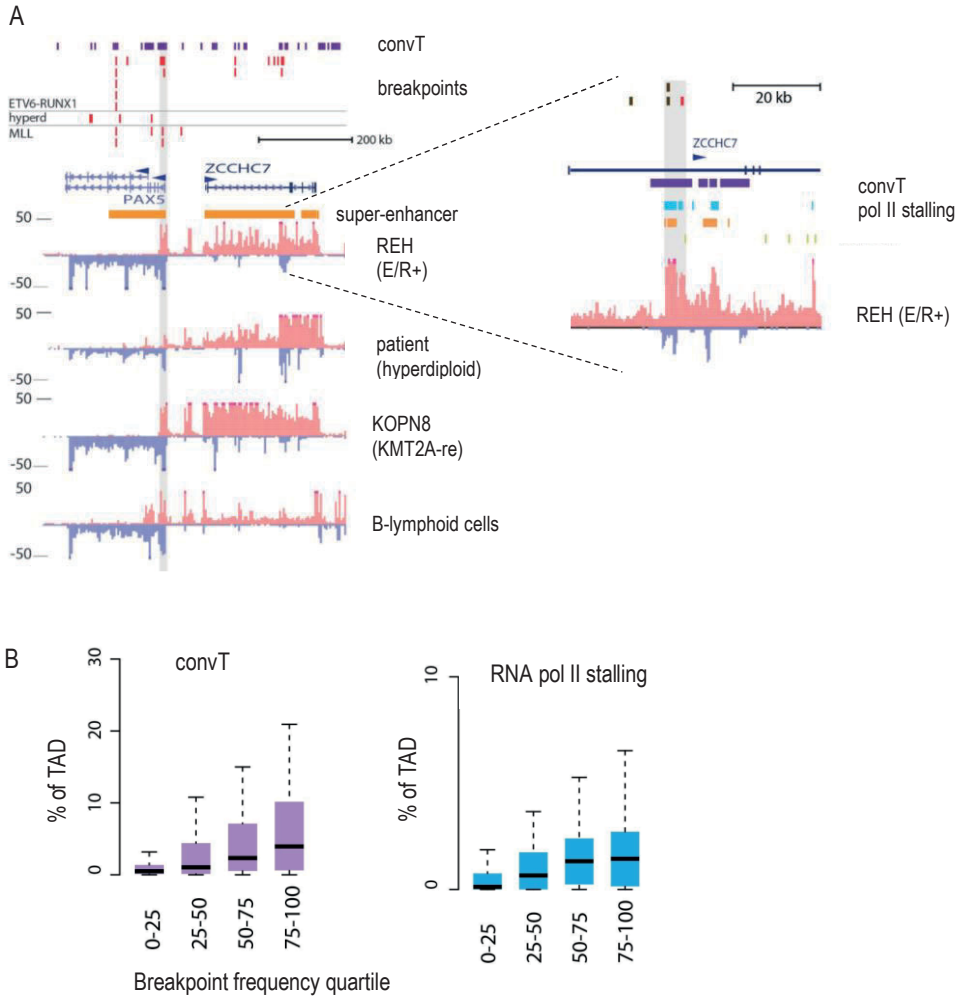 A
convT
breakpoints
ETV6-RUNX1
hyperd
MLL
200 kb
ZCCHC7
PAX5
super-enhancer
50
REH
(E/R+)
-50
50
patient
(hyperdiploid)
-50
50
KOPN8
(KMT2A-re)
-50
50
B-lymphoid cells
-50
20 kb
ZCCHC7
convT
pol II stalling
REH (E/R+)
B
convT
% of TAD
30
20
10
0
0-25
25-50
50-75
75-100
Breakpoint frequency quartile
RNA pol II stalling
% of TAD
10
0
0-25
25-50
50-75
75-100